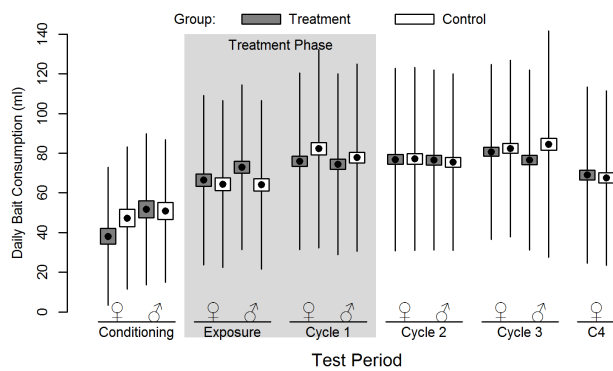 Group: Treatment Control
Treatment Phase
Daily Bait Consumption (ml)
140
120
100
80
60
40
20
0
♀ ♂ ♀ ♂ ♀ ♂ ♀ ♂ ♀ ♂ ♀
Conditioning Exposure Cycle 1 Cycle 2 Cycle 3 C4
Test Period